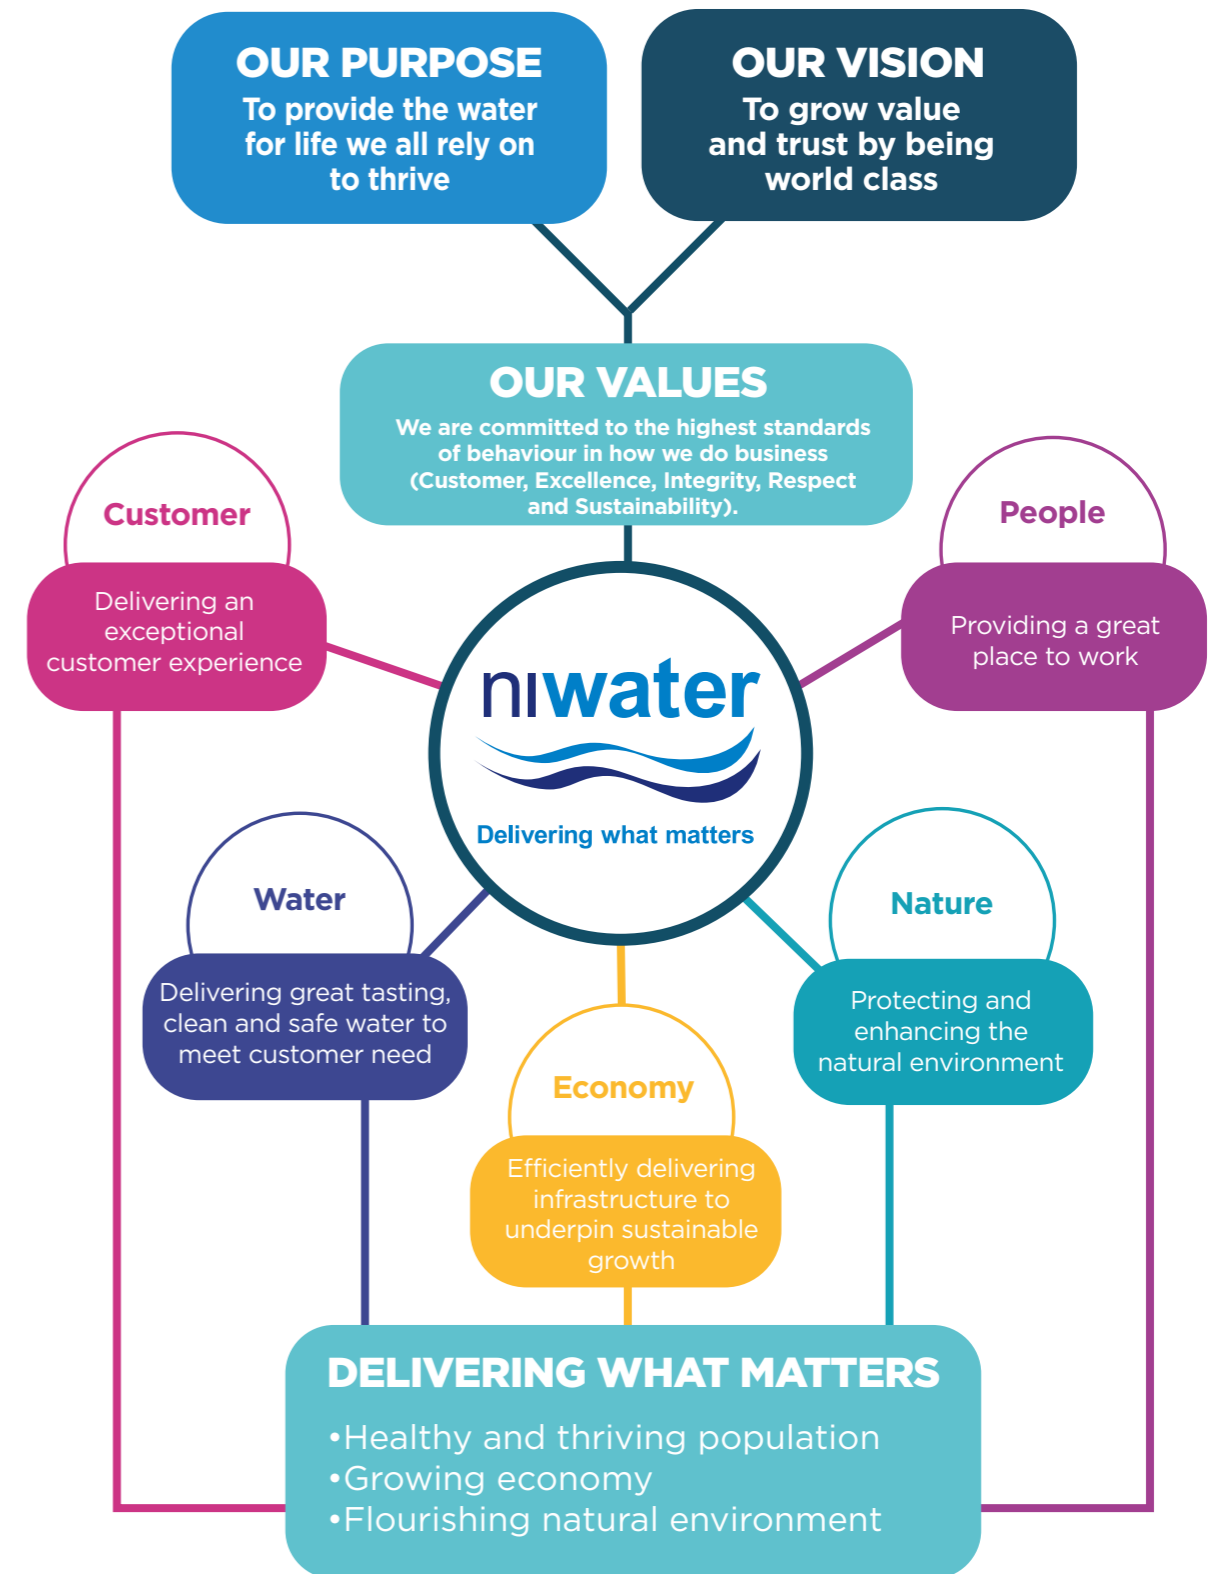 OUR PURPOSE
To provide the water
for life we all rely on
to thrive
OUR VISION
To grow value
and trust by being
world class
OUR VALUES
We are committed to the highest standards
of behaviour in how we do business
(Customer, Excellence, Integrity, Respect
and Sustainability).
Customer
Delivering an
exceptional
customer experience
People
Providing a great
place to work
niwater
Delivering what matters
Water
Delivering great tasting,
clean and safe water to
meet customer need
Nature
Protecting and
enhancing the
natural environment
Economy
Efficiently delivering
infrastructure to
underpin sustainable
growth
DELIVERING WHAT MATTERS
•Healthy and thriving population
•Growing economy
•Flourishing natural environment